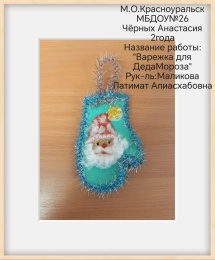 М.О.Красноуральск
МБДОУ№26
Чёрных Анастасия
2года
Название работы:
"Варежка для
ДедаМороза"
Рук-ль:Маликова
Патимат Алиасхабовна